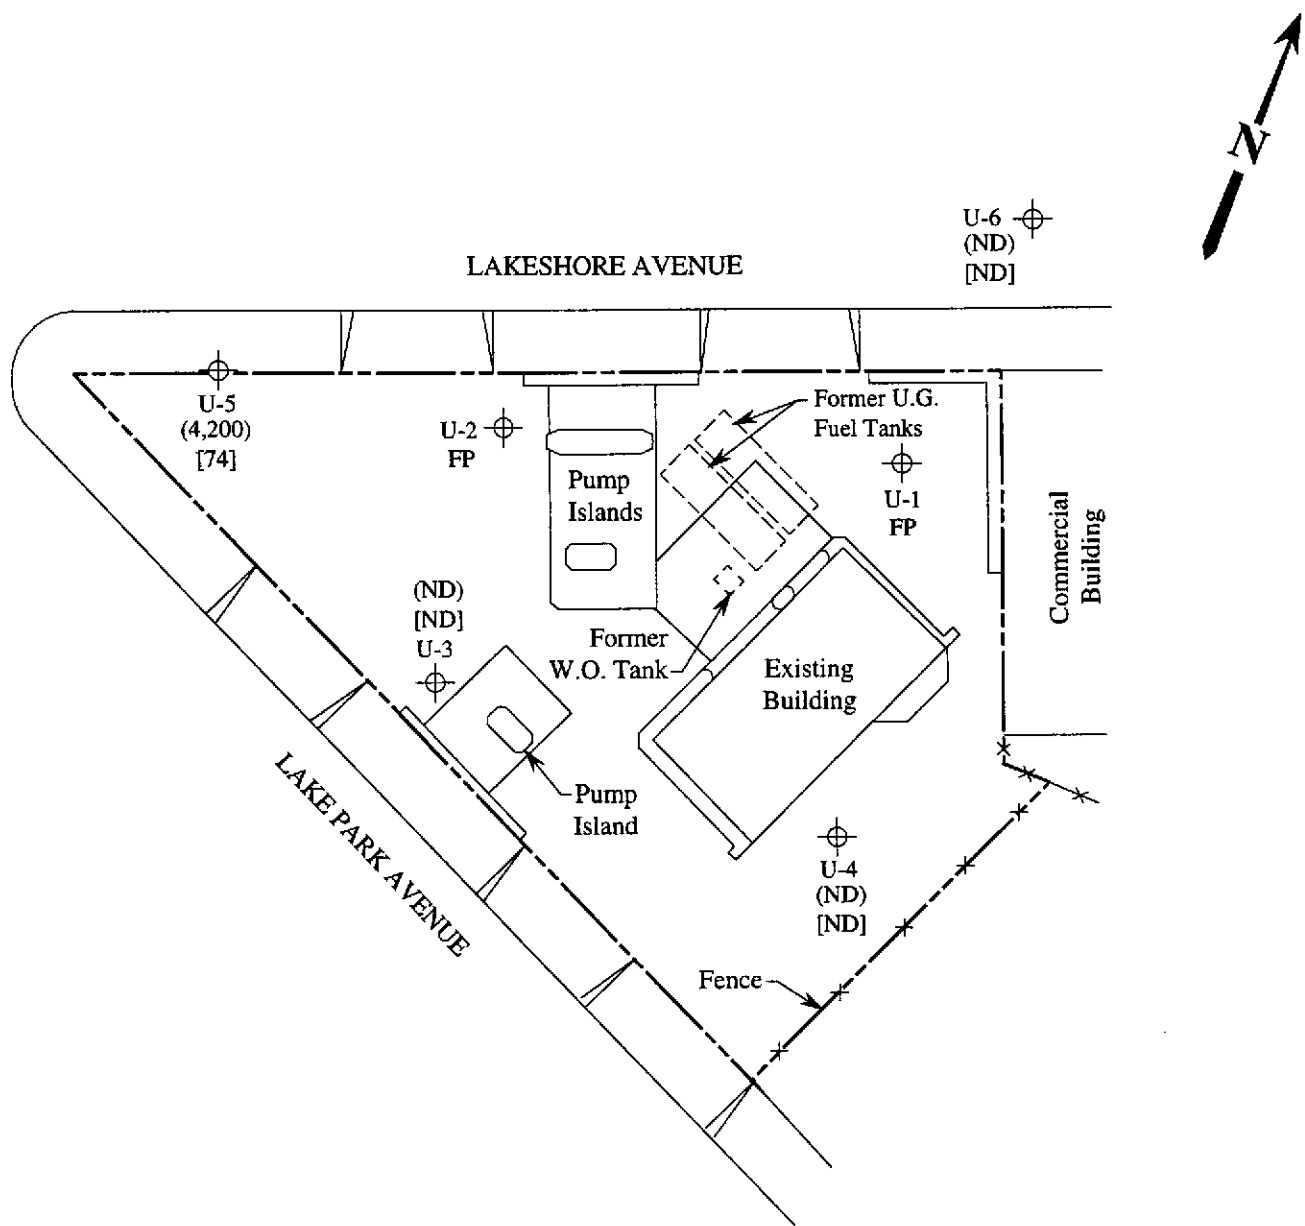 N
U-6
(ND)
[ND]
LAKESHORE AVENUE
U-5
(4,200)
[74]
U-2
FP
Former U.G.
Fuel Tanks
Pump
Islands
U-1
FP
Commercial
Building
(ND)
[ND]
U-3
Former
W.O. Tank
Existing
Building
Pump
Island
LAKE PARK AVENUE
U-4
(ND)
[ND]
Fence